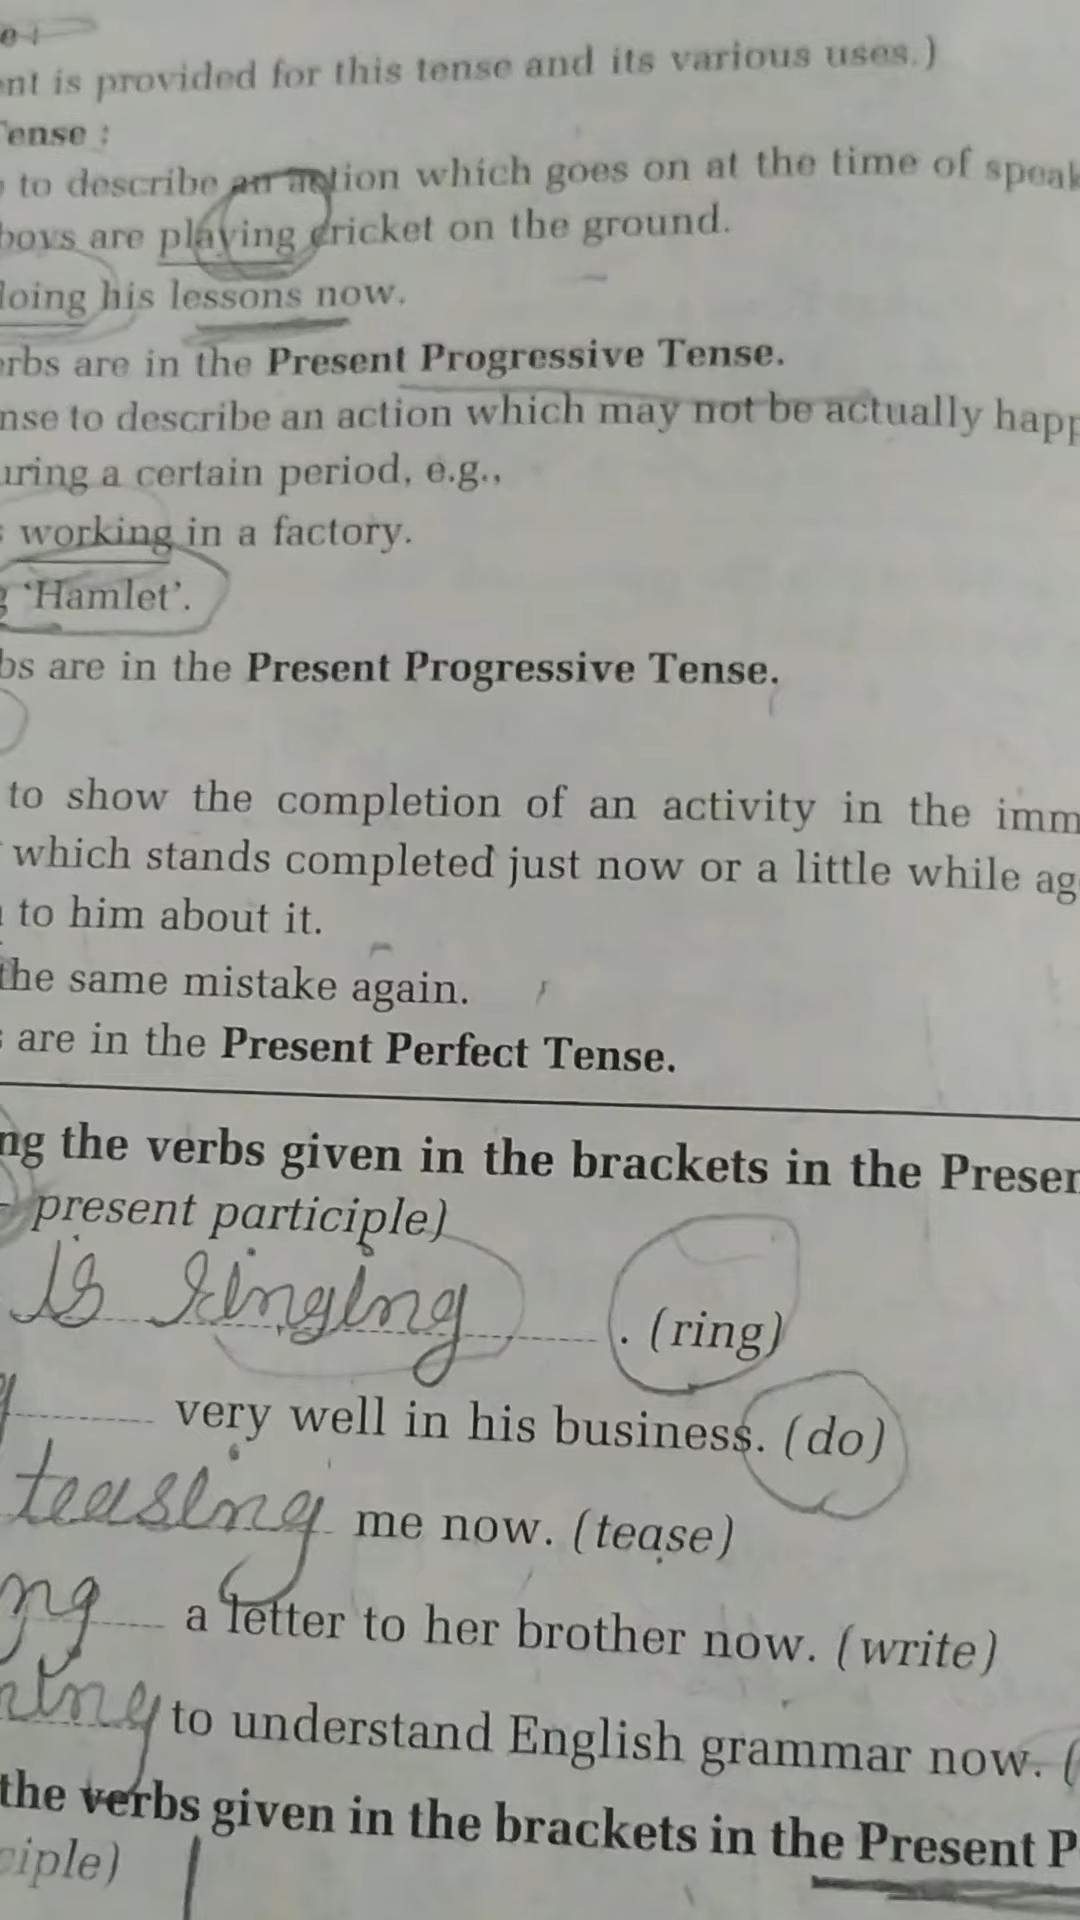 ent is provided for this tense and its various uses.)
Tense :
to describe an action which goes on at the time of speak
boys are playing cricket on the ground.
doing his lessons now.
erbs are in the Present Progressive Tense.
nse to describe an action which may not be actually happ
uring a certain period, e.g.,
working in a factory.
g 'Hamlet'.
bs are in the Present Progressive Tense.
to show the completion of an activity in the imm
which stands completed just now or a little while ag
to him about it.
the same mistake again.
are in the Present Perfect Tense.
ng the verbs given in the brackets in the Presen
present participle)
is ringing . (ring)
very well in his business. (do)
teasing me now. (tease)
ng a letter to her brother now. (write)
ning to understand English grammar now. (
the verbs given in the brackets in the Present P
ciple)